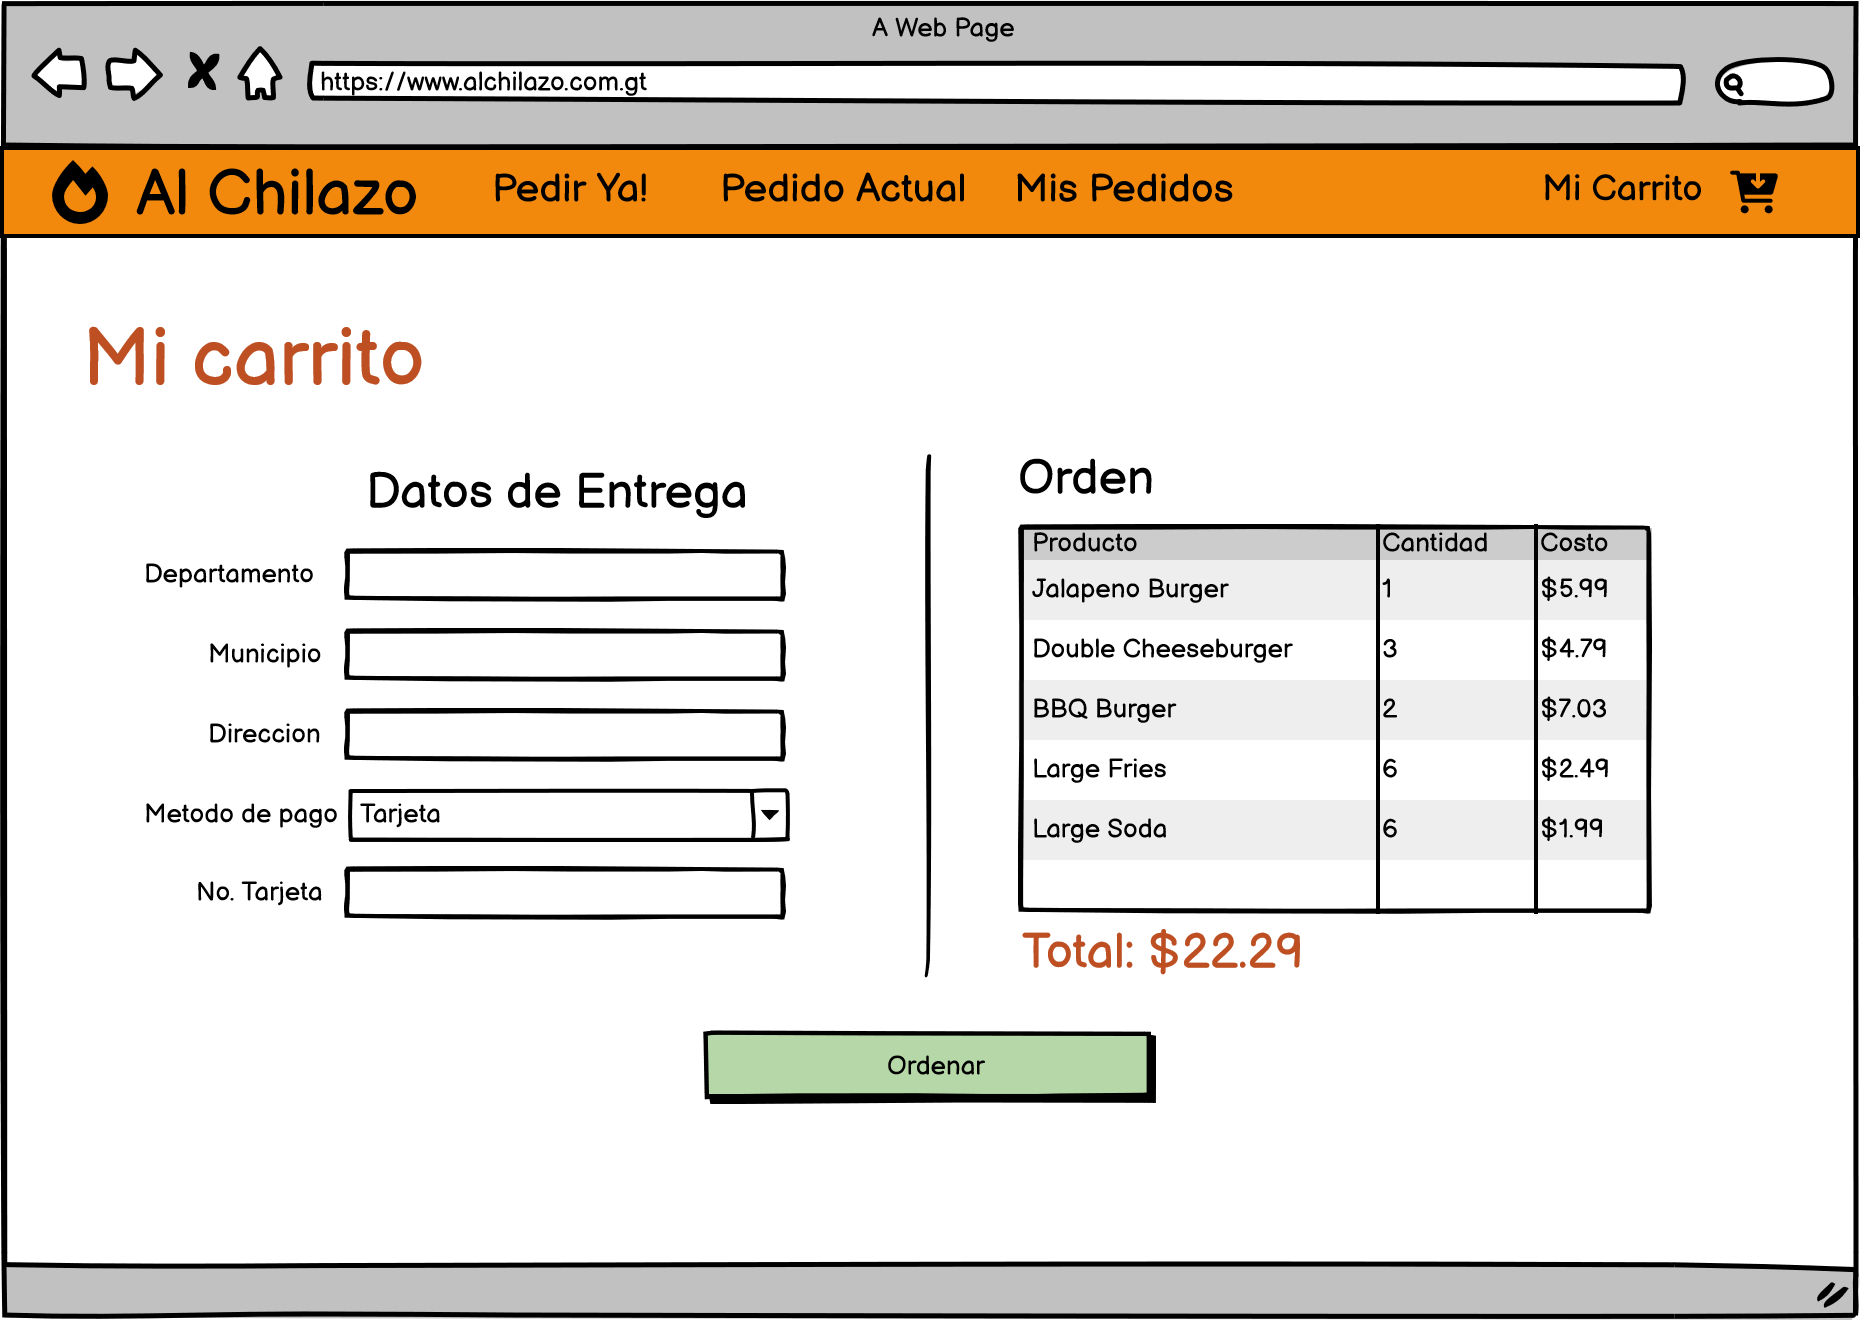 A Web Page
https://www.alchilazo.com.gt
Al Chilazo
Pedir Ya!
Pedido Actual
Mis Pedidos
Mi Carrito
Mi carrito
Datos de Entrega
Departamento
Municipio
Direccion
Metodo de pago Tarjeta
No. Tarjeta
Orden
Producto Cantidad Costo
Jalapeno Burger 1 $5.99
Double Cheeseburger 3 $4.79
BBQ Burger 2 $7.03
Large Fries 6 $2.49
Large Soda 6 $1.99
Total: $22.29
Ordenar